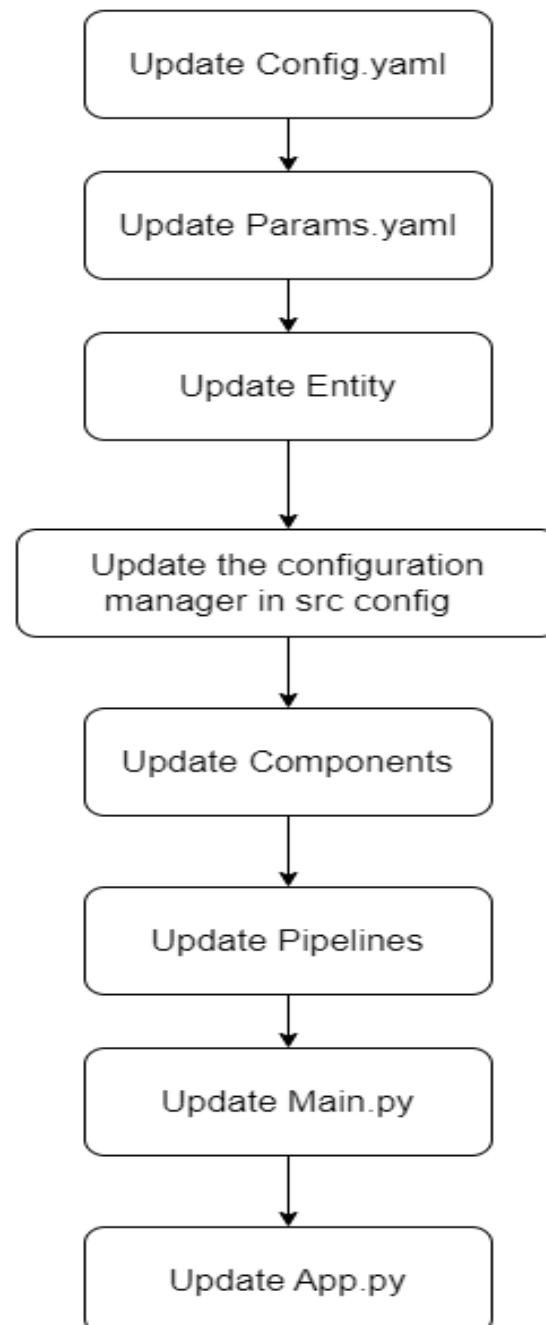 Update Config.yaml
Update Params.yaml
Update Entity
Update the configuration
manager in src config
Update Components
Update Pipelines
Update Main.py
Update App.py